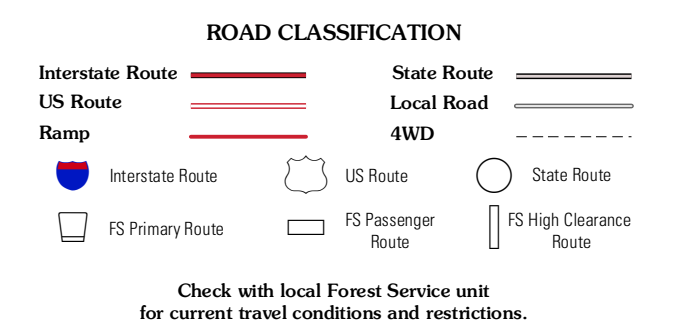 ROAD CLASSIFICATION
Interstate Route
State Route
US Route
Local Road
Ramp
4WD
Interstate Route
US Route
State Route
FS Primary Route
FS Passenger
Route
FS High Clearance
Route
Check with local Forest Service unit
for current travel conditions and restrictions.